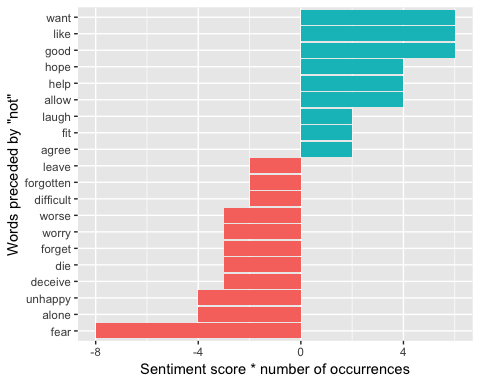 want
like
good
hope
help
allow
laugh
fit
agree
leave
forgotten
difficult
worse
worry
forget
die
deceive
unhappy
alone
fear
Words preceded by "not"
-8 -4 0 4
Sentiment score * number of occurrences